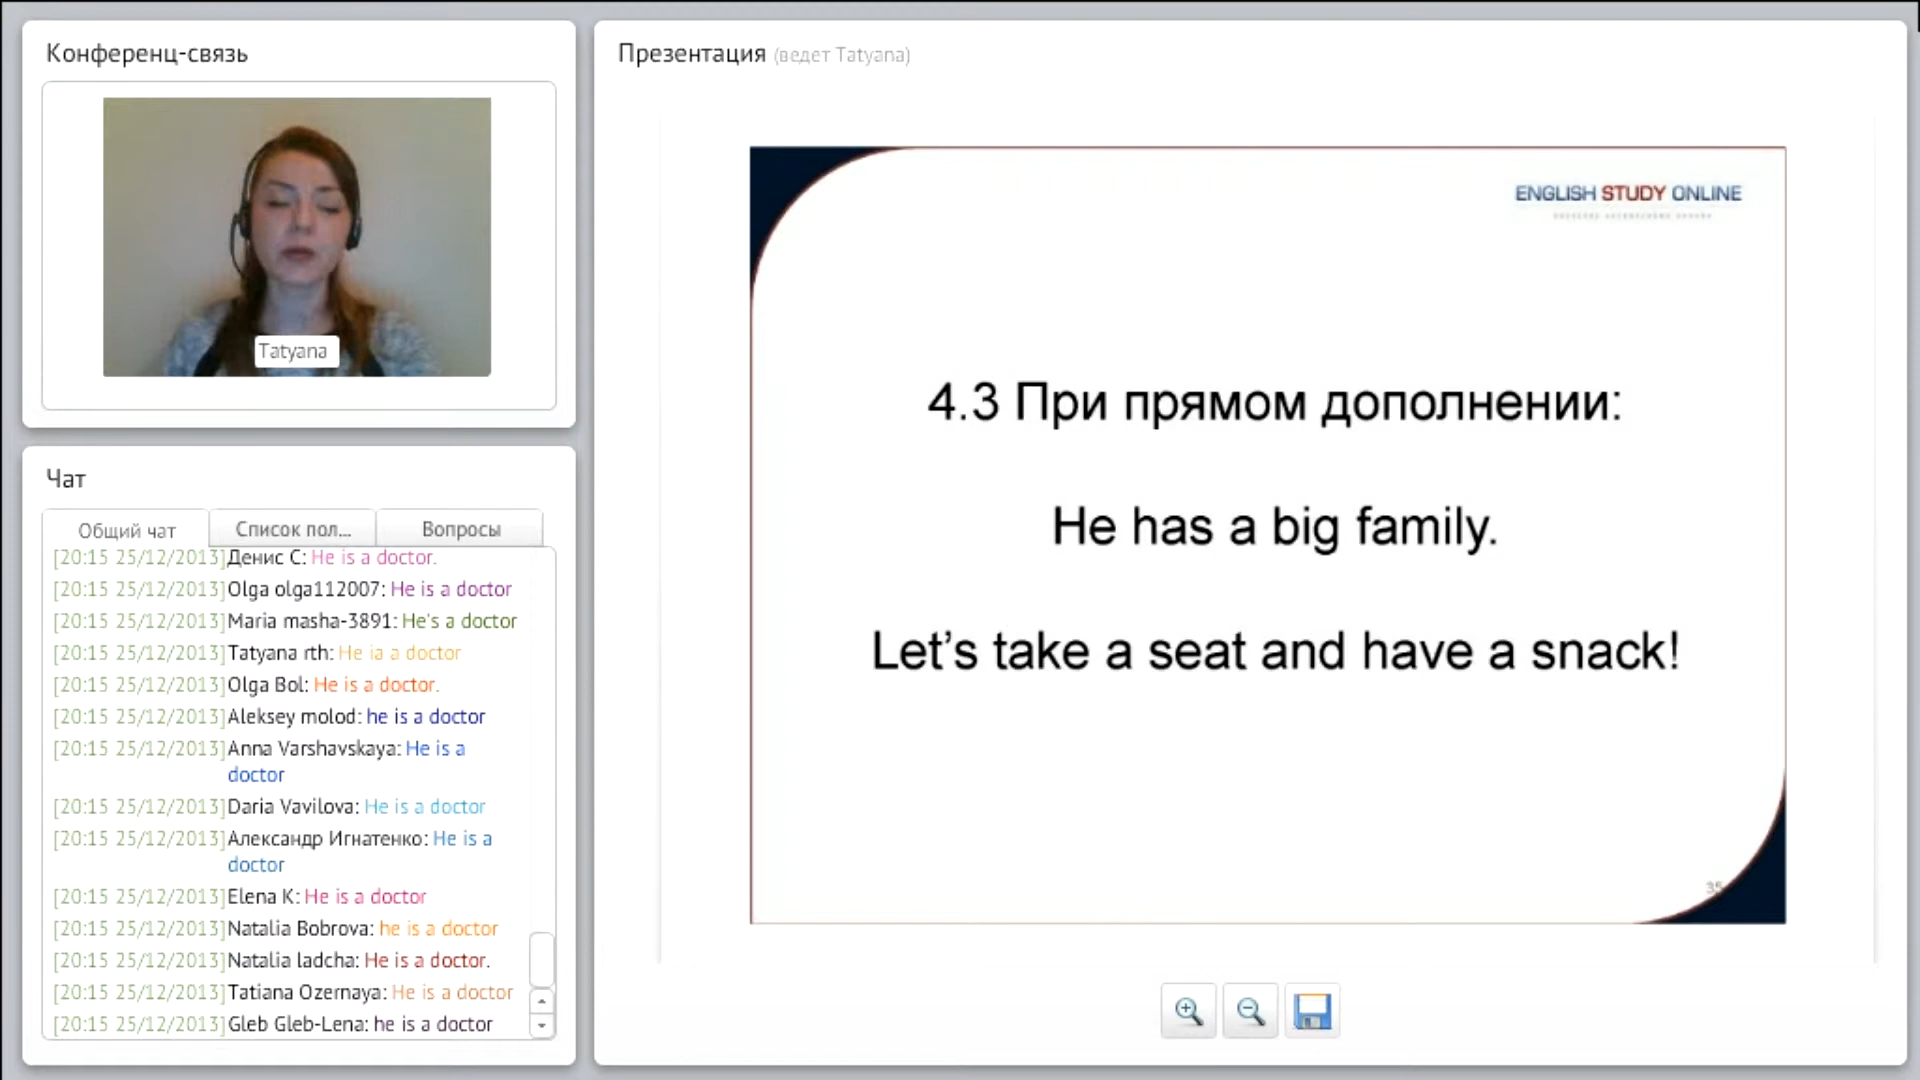 Конференц-связь
Tatyana
Чат
Общий чат
Список пол...
Вопросы
[20:15 25/12/2013]Денис С: He is a doctor.
[20:15 25/12/2013]Olga olga112007: He is a doctor
[20:15 25/12/2013]Maria masha-3891: He's a doctor
[20:15 25/12/2013]Tatyana rth: He ia a doctor
[20:15 25/12/2013]Olga Bol: He is a doctor.
[20:15 25/12/2013]Aleksey molod: he is a doctor
[20:15 25/12/2013]Anna Varshavskaya: He is a
doctor
[20:15 25/12/2013]Daria Vavilova: He is a doctor
[20:15 25/12/2013]Александр Игнатенко: He is a
doctor
[20:15 25/12/2013]Elena K: He is a doctor
[20:15 25/12/2013]Natalia Bobrova: he is a doctor
[20:15 25/12/2013]Natalia ladcha: He is a doctor.
[20:15 25/12/2013]Tatiana Ozernaya: He is a doctor
[20:15 25/12/2013]Gleb Gleb-Lena: he is a doctor
Презентация (ведет Tatyana)
ENGLISH STUDY ONLINE
4.3 При прямом дополнении:
He has a big family.
Let’s take a seat and have a snack!
35